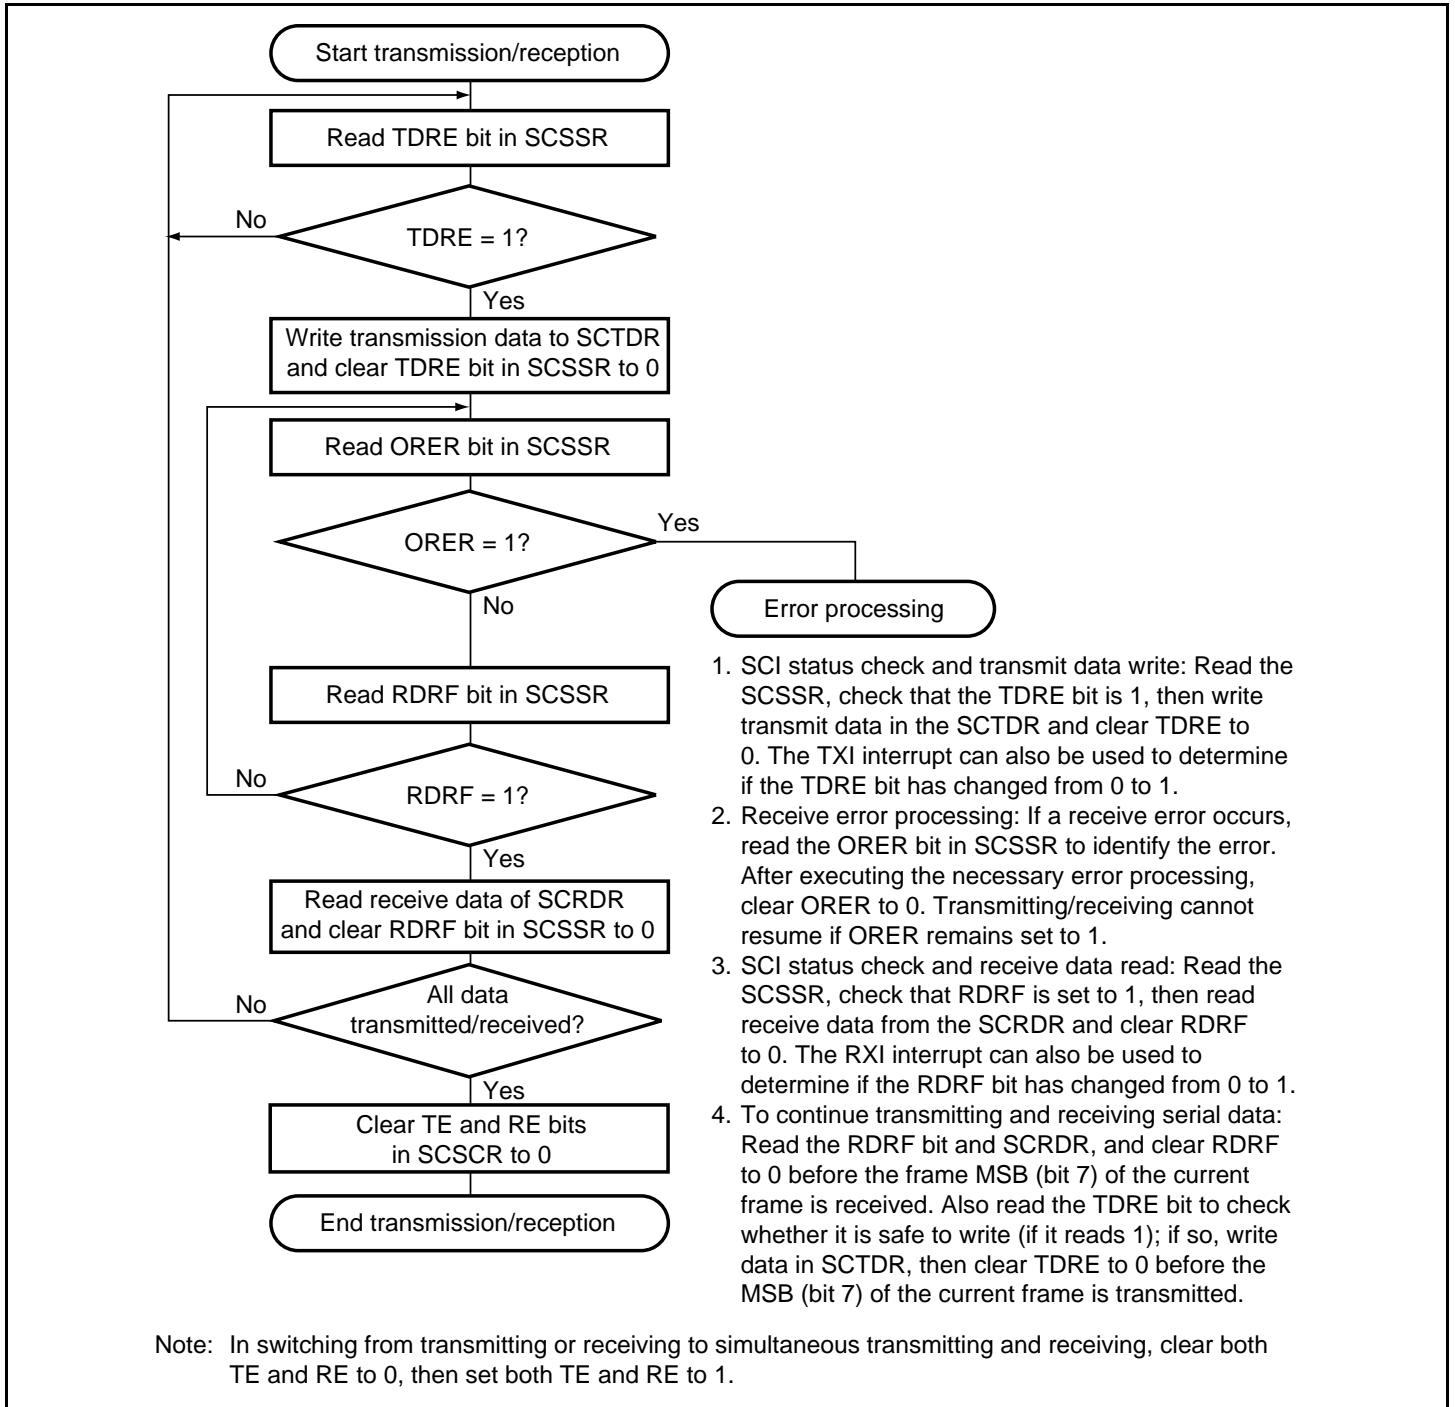 Start transmission/reception
Read TDRE bit in SCSSR
No
TDRE = 1?
Yes
Write transmission data to SCTDR
and clear TDRE bit in SCSSR to 0
Read ORER bit in SCSSR
Yes
ORER = 1?
No
Error processing
Read RDRF bit in SCSSR
No
RDRF = 1?
Yes
Read receive data of SCRDR
and clear RDRF bit in SCSSR to 0
No
All data
transmitted/received?
Yes
Clear TE and RE bits
in SCSCR to 0
End transmission/reception
1. SCI status check and transmit data write: Read the
SCSSR, check that the TDRE bit is 1, then write
transmit data in the SCTDR and clear TDRE to
0. The TXI interrupt can also be used to determine
if the TDRE bit has changed from 0 to 1.
2. Receive error processing: If a receive error occurs,
read the ORER bit in SCSSR to identify the error.
After executing the necessary error processing,
clear ORER to 0. Transmitting/receiving cannot
resume if ORER remains set to 1.
3. SCI status check and receive data read: Read the
SCSSR, check that RDRF is set to 1, then read
receive data from the SCRDR and clear RDRF
to 0. The RXI interrupt can also be used to
determine if the RDRF bit has changed from 0 to 1.
4. To continue transmitting and receiving serial data:
Read the RDRF bit and SCRDR, and clear RDRF
to 0 before the frame MSB (bit 7) of the current
frame is received. Also read the TDRE bit to check
whether it is safe to write (if it reads 1); if so, write
data in SCTDR, then clear TDRE to 0 before the
MSB (bit 7) of the current frame is transmitted.
Note: In switching from transmitting or receiving to simultaneous transmitting and receiving, clear both
TE and RE to 0, then set both TE and RE to 1.